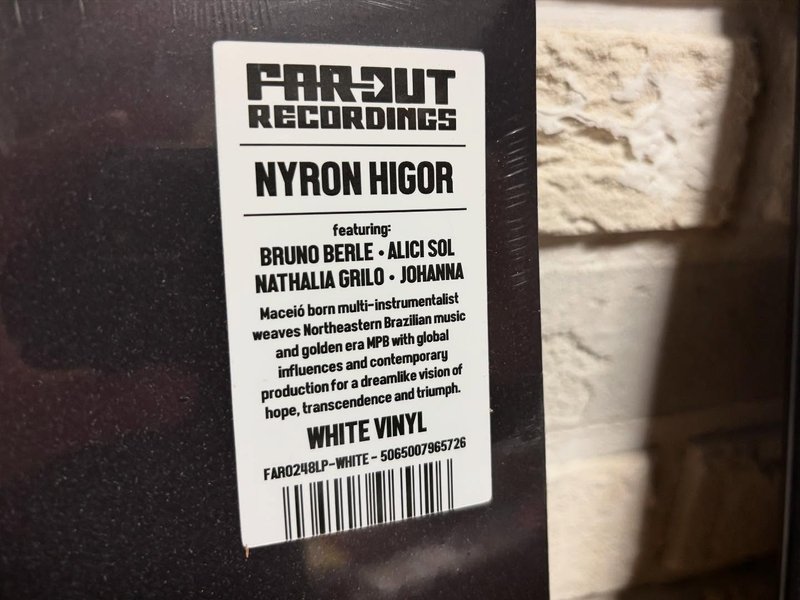 FAR OUT
RECORDINGS
NYRON HIGOR
featuring:
BRUNO BERLE • ALICI SOL
NATHALIA GRILO • JOHANNA
Maceió born multi-instrumentalist
weaves Northeastern Brazilian music
and golden era MPB with global
influences and contemporary
production for a dreamlike vision of
hope, transcendence and triumph.
WHITE VINYL
FARO248LP-WHITE - 5065007965726